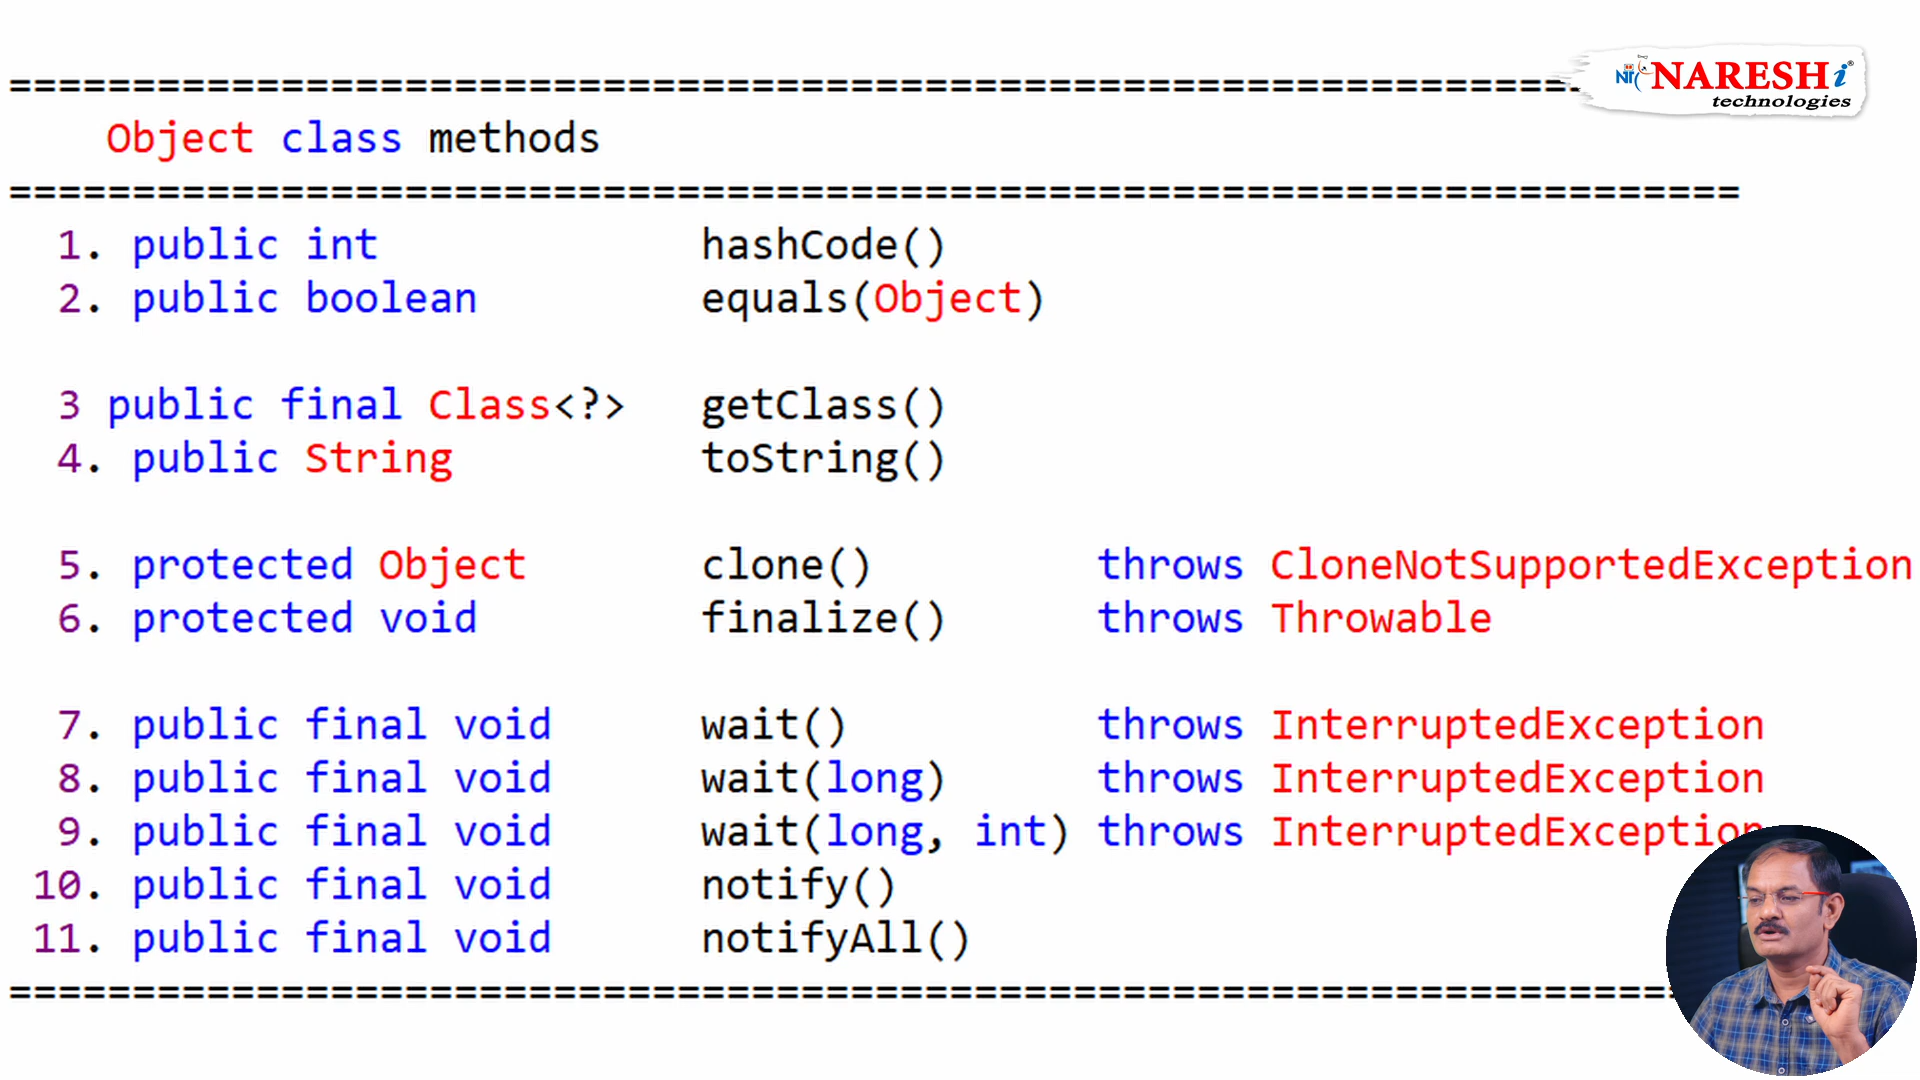 NARESH i ®
technologies
================================================================
Object class methods
======================================================================
1. public int hashCode()
2. public boolean equals(Object)
3 public final Class<?> getClass()
4. public String toString()
5. protected Object clone() throws CloneNotSupportedException
6. protected void finalize() throws Throwable
7. public final void wait() throws InterruptedException
8. public final void wait(long) throws InterruptedException
9. public final void wait(long, int) throws InterruptedException
10. public final void notify()
11. public final void notifyAll()
===================================================================